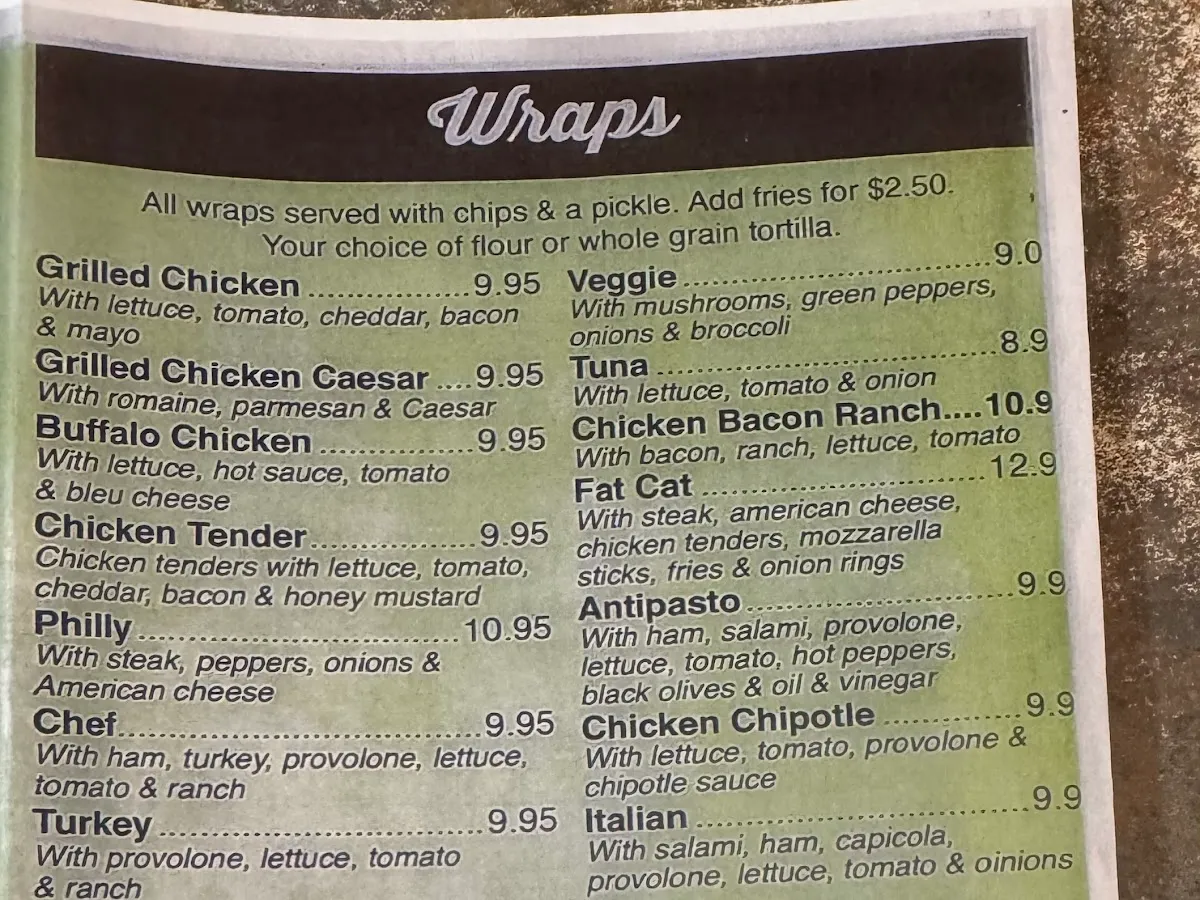 Wraps
All wraps served with chips & a pickle. Add fries for $2.50.
Your choice of flour or whole grain tortilla.
Grilled Chicken ................9.95
With lettuce, tomato, cheddar, bacon
& mayo
Grilled Chicken Caesar ....9.95
With romaine, parmesan & Caesar
Buffalo Chicken ................9.95
With lettuce, hot sauce, tomato
& bleu cheese
Chicken Tender.................9.95
Chicken tenders with lettuce, tomato,
cheddar, bacon & honey mustard
Philly .................................10.95
With steak, peppers, onions &
American cheese
Chef.....................................9.95
With ham, turkey, provolone, lettuce,
tomato & ranch
Turkey .................................9.95
With provolone, lettuce, tomato
& ranch
Veggie ................................9.0
With mushrooms, green peppers,
onions & broccoli
Tuna ...................................8.9
With lettuce, tomato & onion
Chicken Bacon Ranch....10.9
With bacon, ranch, lettuce, tomato
Fat Cat .............................12.9
With steak, american cheese,
chicken tenders, mozzarella
sticks, fries & onion rings
Antipasto...........................9.9
With ham, salami, provolone,
lettuce, tomato, hot peppers,
black olives & oil & vinegar
Chicken Chipotle ..............9.9
With lettuce, tomato, provolone &
chipotle sauce
Italian .................................9.9
With salami, ham, capicola,
provolone, lettuce, tomato & oinions